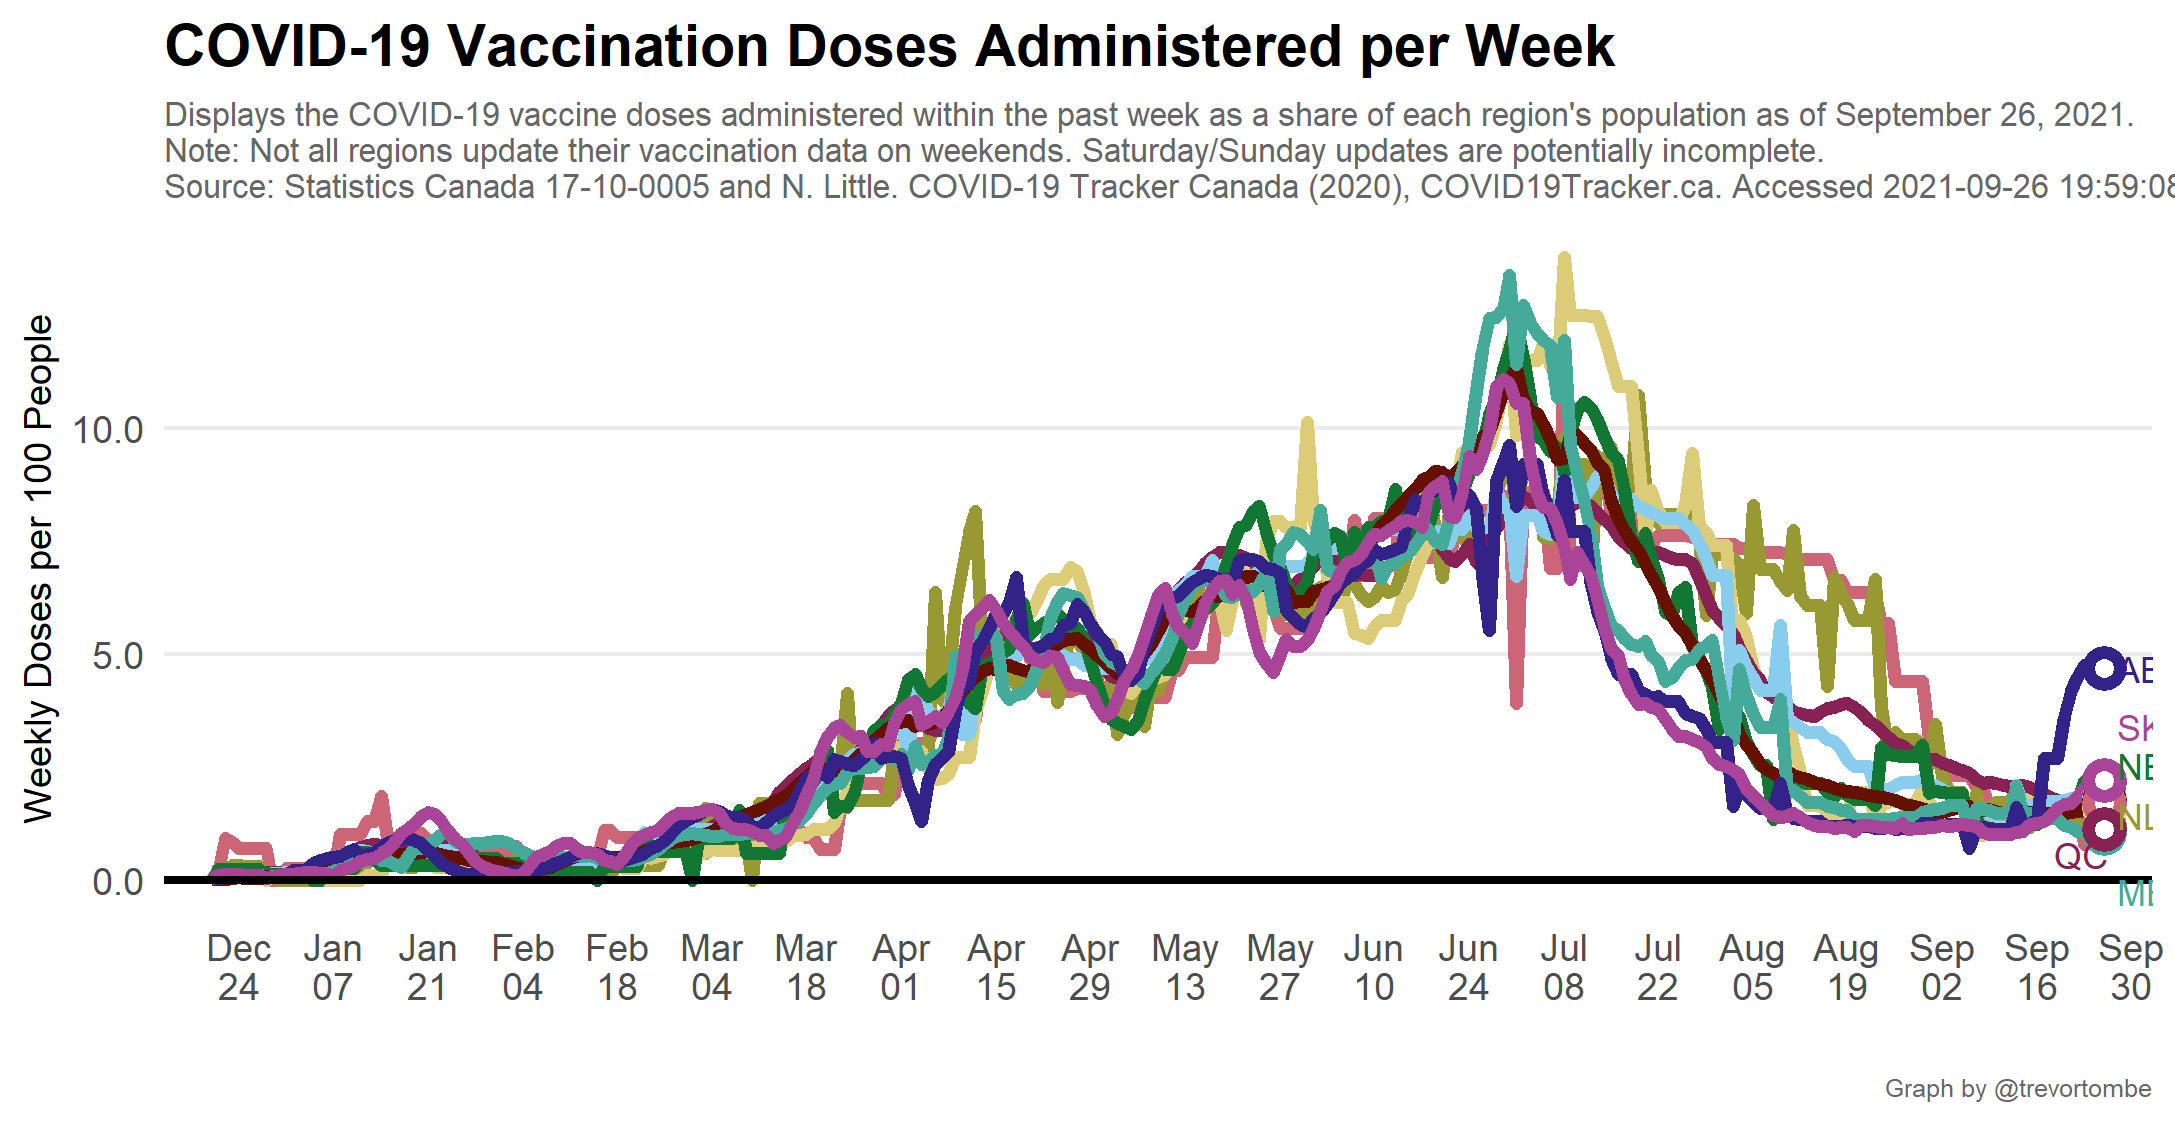 COVID-19 Vaccination Doses Administered per Week
Displays the COVID-19 vaccine doses administered within the past week as a share of each region's population as of September 26, 2021.
Note: Not all regions update their vaccination data on weekends. Saturday/Sunday updates are potentially incomplete.
Source: Statistics Canada 17-10-0005 and N. Little. COVID-19 Tracker Canada (2020), COVID19Tracker.ca. Accessed 2021-09-26 19:59:08
Weekly Doses per 100 People
10.0
5.0
0.0
AB
SK
NB
NL
QC
MB
Dec Jan Jan Feb Feb Mar Mar Apr Apr Apr May May Jun Jun Jul Jul Aug Aug Sep Sep Sep
24 07 21 04 18 04 18 01 15 29 13 27 10 24 08 22 05 19 02 16 30
Graph by @trevortombe